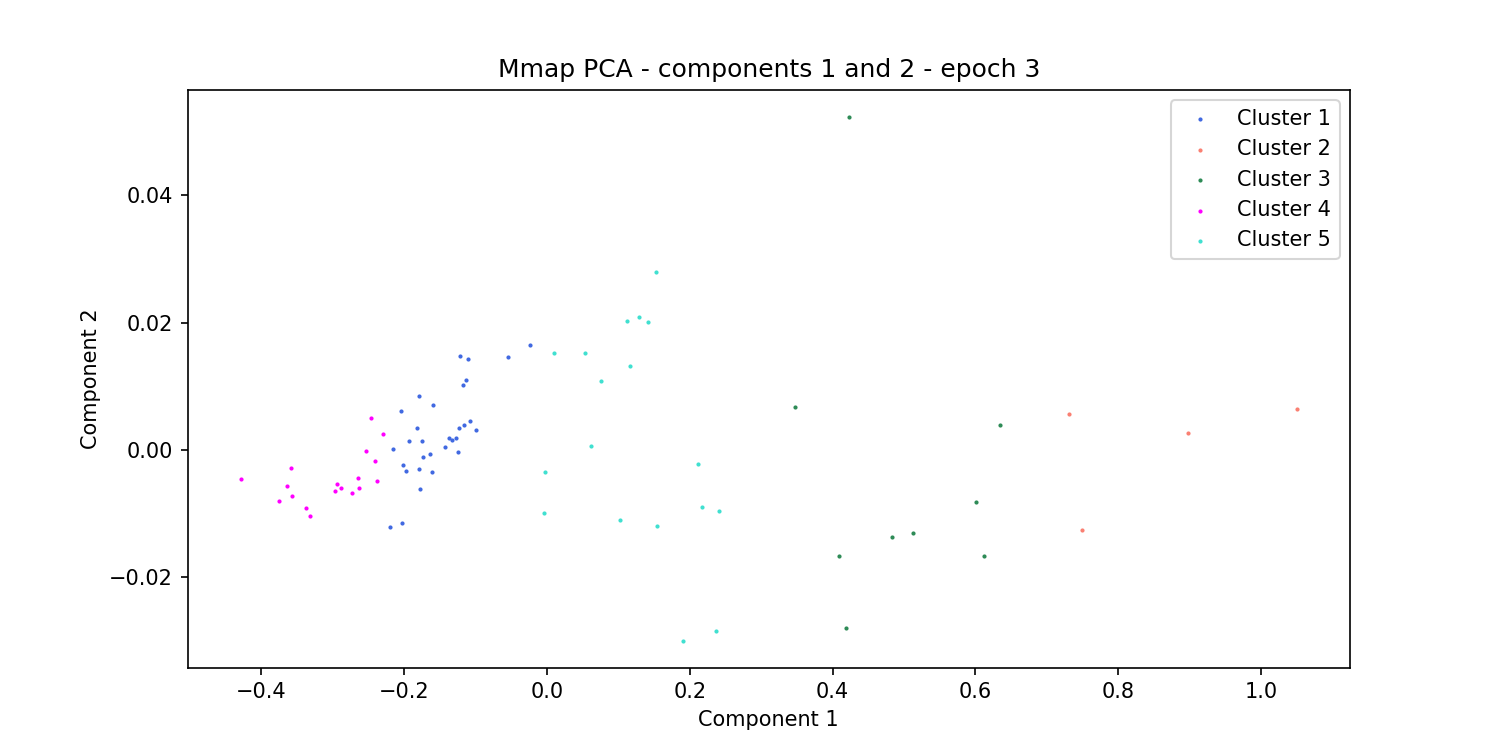 Mmap PCA - components 1 and 2 - epoch 3
Cluster 1
Cluster 2
Cluster 3
Cluster 4
Cluster 5
Component 2
0.04
0.02
0.00
−0.02
−0.4 −0.2 0.0 0.2 0.4 0.6 0.8 1.0
Component 1